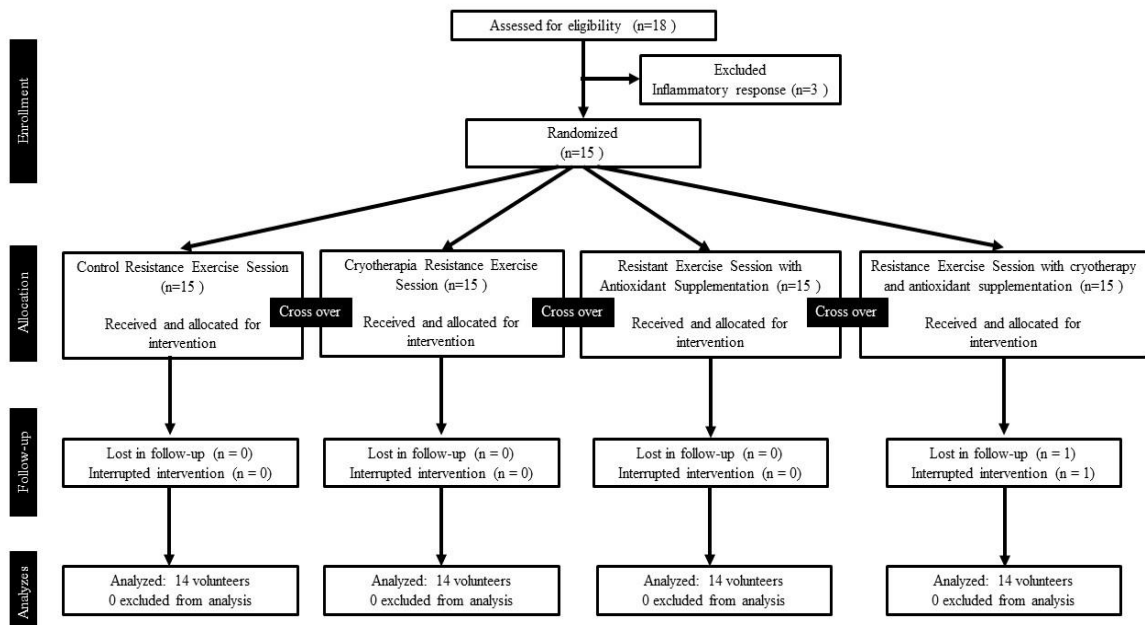 Assessed for eligibility (n=18 )
Enrollment
Excluded
Inflammatory response (n=3 )
Randomized
(n=15 )
Allocation
Control Resistance Exercise Session
(n=15 )
Received and allocated for
intervention
Cross over
Cryotherapia Resistance Exercise
Session (n=15 )
Received and allocated for
intervention
Cross over
Resistant Exercise Session with
Antioxidant Supplementation (n=15 )
Received and allocated for
intervention
Cross over
Resistance Exercise Session with cryotherapy
and antioxidant supplementation (n=15 )
Received and allocated for
intervention
Follow-up
Lost in follow-up (n = 0)
Interrupted intervention (n = 0)
Lost in follow-up (n = 0)
Interrupted intervention (n = 0)
Lost in follow-up (n = 0)
Interrupted intervention (n = 0)
Lost in follow-up (n = 1)
Interrupted intervention (n = 1)
Analyzes
Analyzed: 14 volunteers
0 excluded from analysis
Analyzed: 14 volunteers
0 excluded from analysis
Analyzed: 14 volunteers
0 excluded from analysis
Analyzed: 14 volunteers
0 excluded from analysis